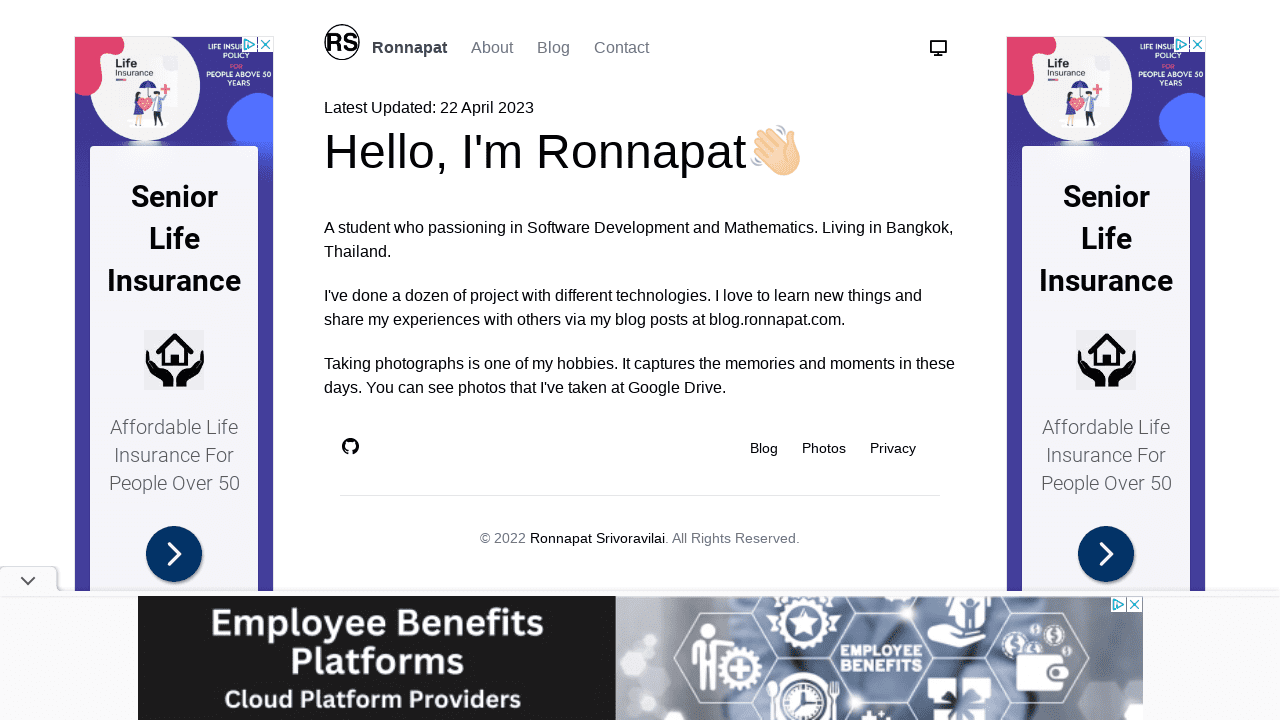 RS Ronnapat About Blog Contact
Latest Updated: 22 April 2023
Hello, I'm Ronnapat👋🏻
A student who passioning in Software Development and Mathematics. Living in Bangkok,
Thailand.
I've done a dozen of project with different technologies. I love to learn new things and
share my experiences with others via my blog posts at blog.ronnapat.com.
Taking photographs is one of my hobbies. It captures the memories and moments in these
days. You can see photos that I've taken at Google Drive.
Blog Photos Privacy
© 2022 Ronnapat Srivoravilai. All Rights Reserved.
Life
Insurance
LIFE INSU
POLICY
FOR
PEOPLE ABOVE 50
YEARS
Senior
Life
Insurance
Affordable Life
Insurance For
People Over 50
Life
Insurance
LIFE INSU
POLICY
FOR
PEOPLE ABOVE 50
YEARS
Senior
Life
Insurance
Affordable Life
Insurance For
People Over 50
Employee Benefits
Platforms
Cloud Platform Providers
EMPLOYEE
BENEFITS